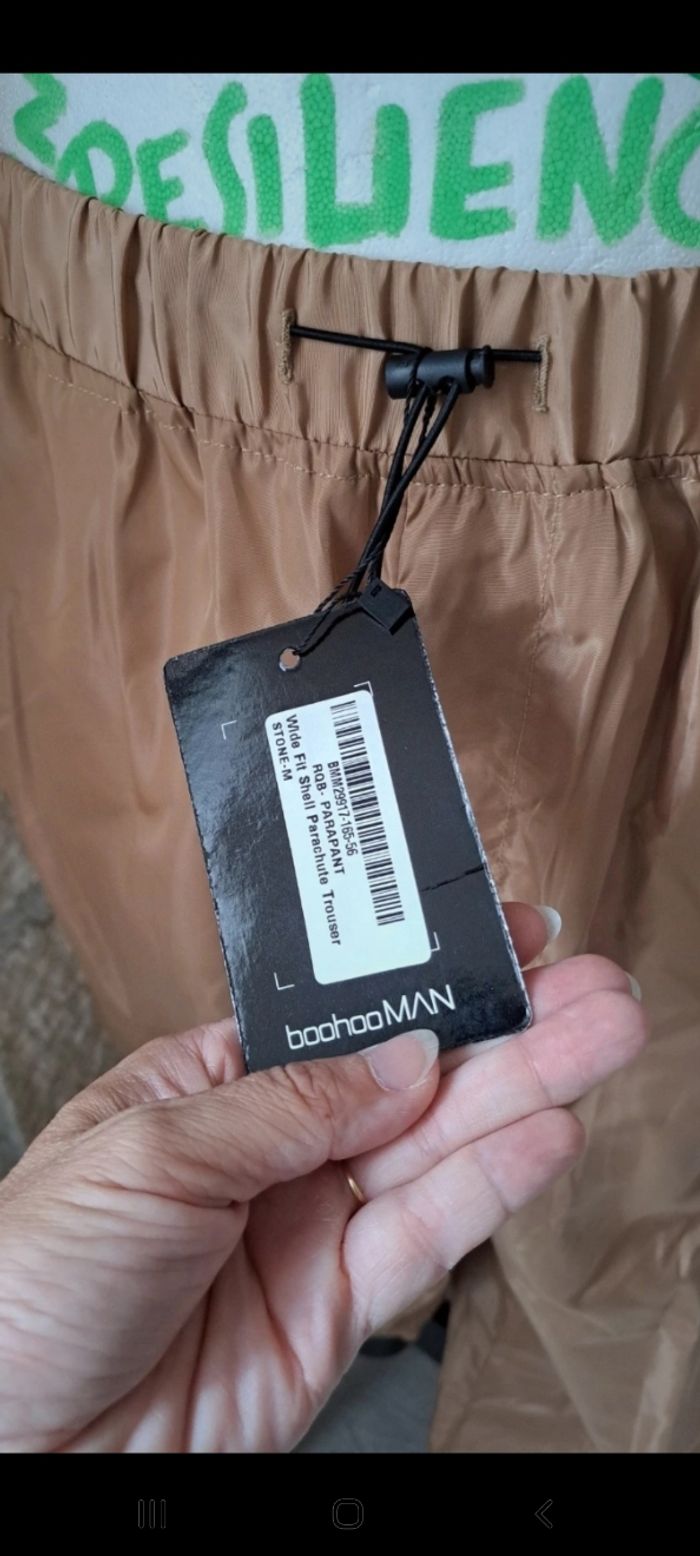 RESILIENC
BMM29917-165-56
RQB- PARAPANT
Wide Fit Shell Parachute Trouser
STONE-M
boohooMAN